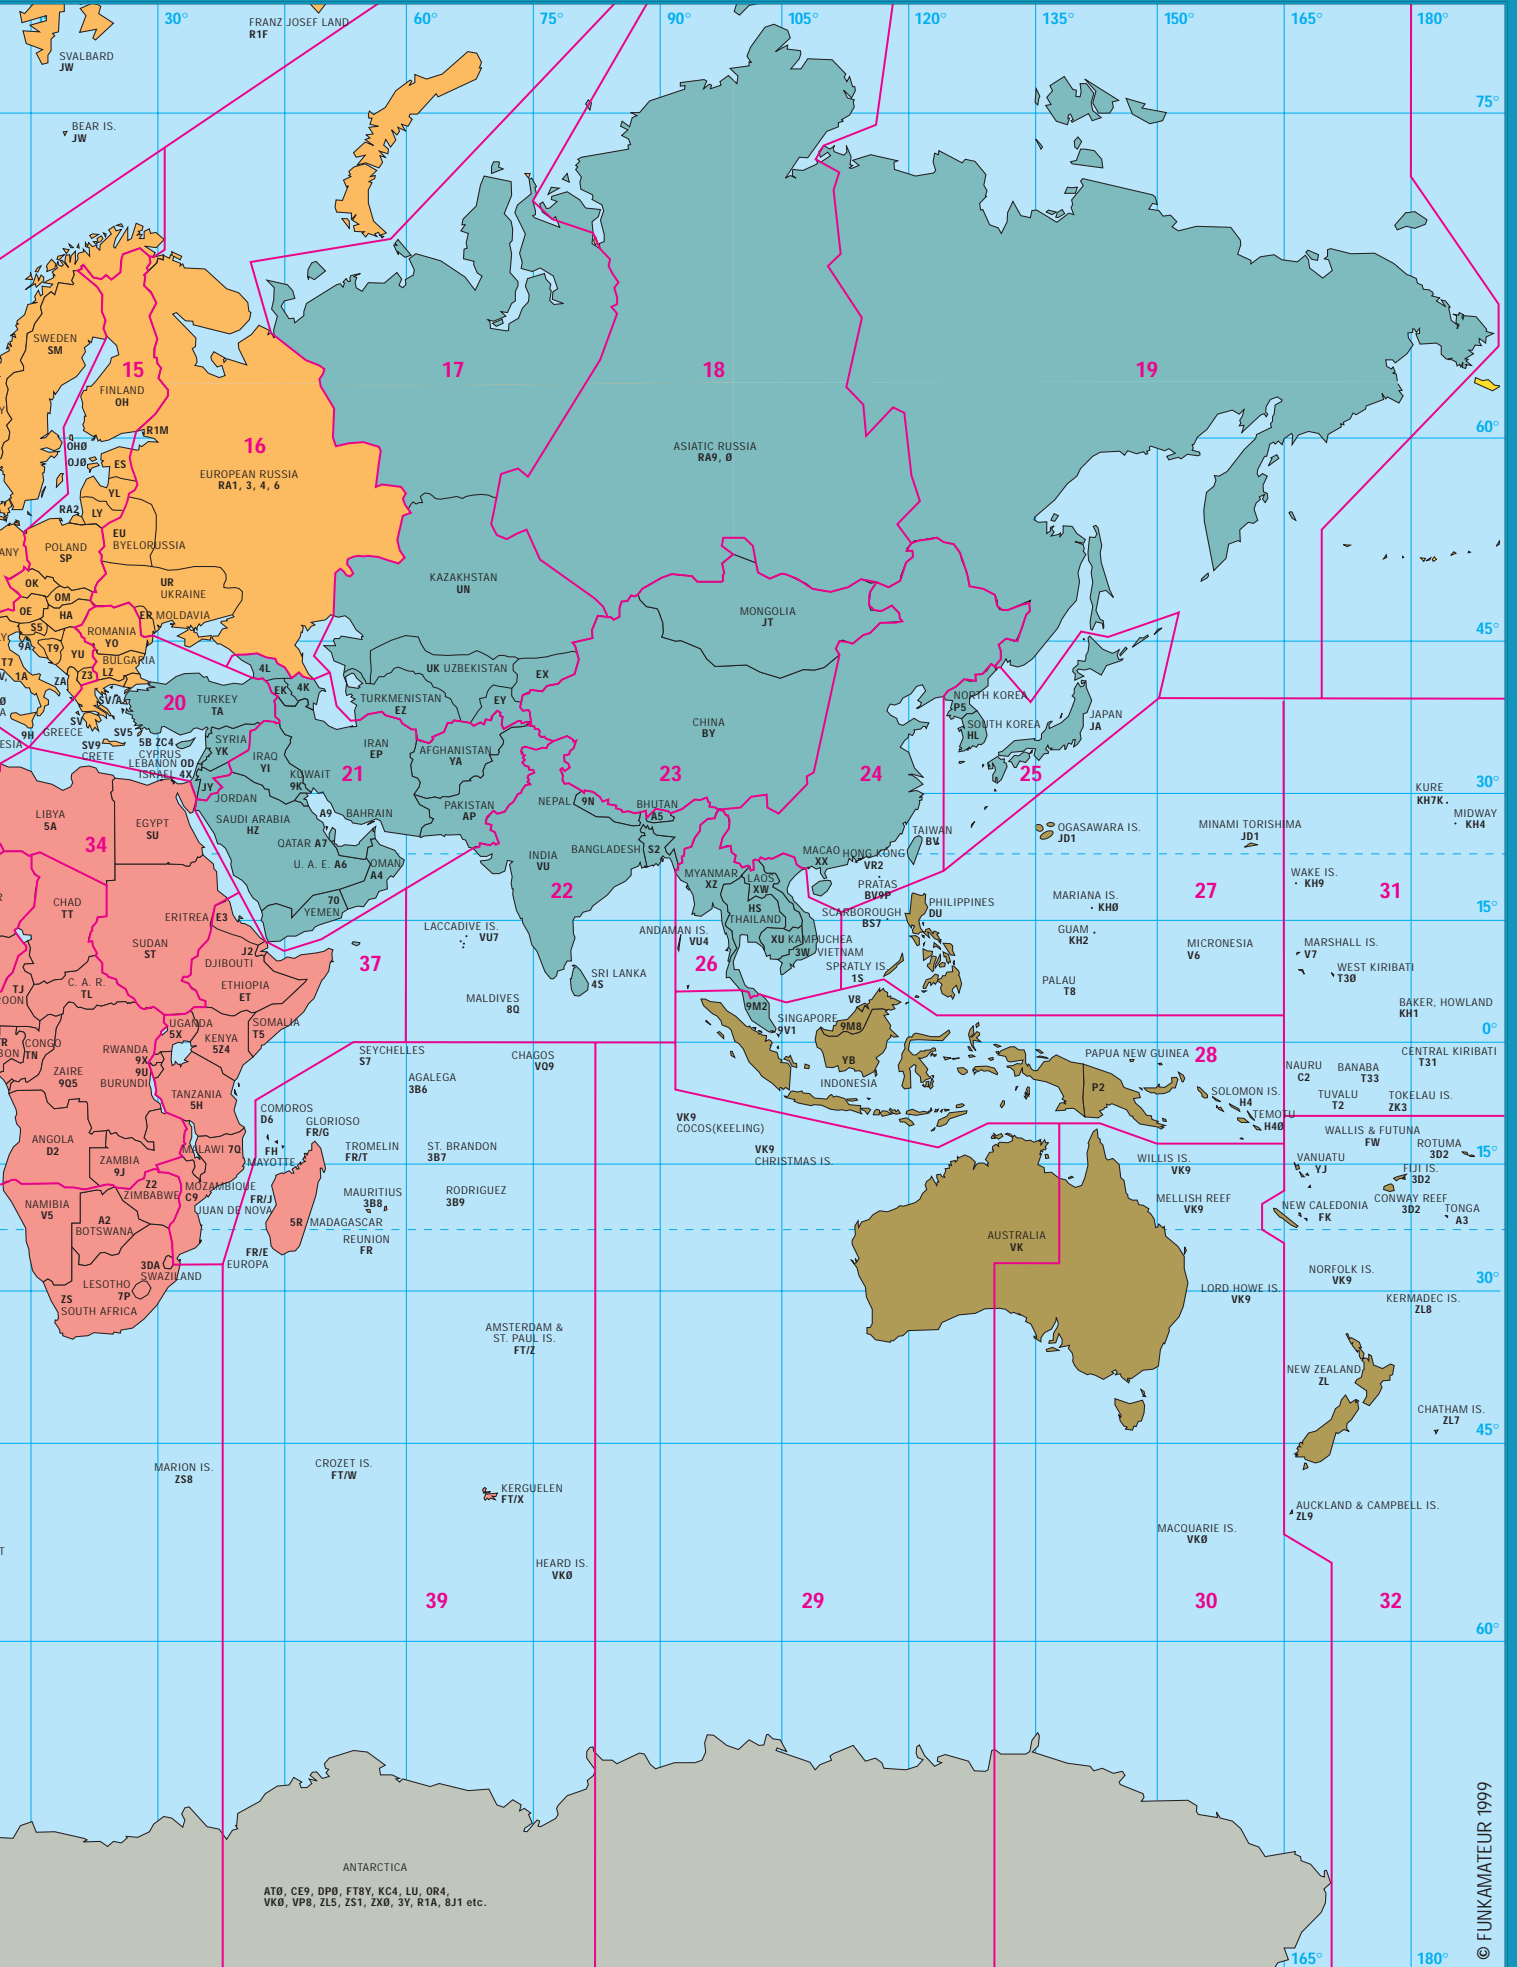 30°
60°
75°
90°
105°
120°
135°
150°
165°
180°
FRANZ JOSEF LAND
R1F
SVALBARD
JW
75°
BEAR IS.
JW
SWEDEN
SM
15
17
18
19
FINLAND
OH
R1M
16
60°
OHØ
OJØ
ES
ASIATIC RUSSIA
RA9, Ø
EUROPEAN RUSSIA
RA1, 3, 4, 6
YL
RA2
LY
EU
BYELORUSSIA
ANY
POLAND
SP
OK
UR
UKRAINE
KAZAKHSTAN
UN
OM
OE
HA
ER MOLDAVIA
MONGOLIA
JT
S5
ROMANIA
YO
45°
9A
T9
YU
BULGARIA
LZ
T7
1A
ZA
Z3
4L
UK UZBEKISTAN
EX
EK
4K
SV/A
20
TURKEY
TA
TURKMENISTAN
EZ
EY
NORTH KOREA
P5
JAPAN
JA
SV
GREECE
SV5
9H
SV9
CRETE
5B ZC4
CYPRUS
SYRIA
YK
IRAQ
YI
IRAN
EP
AFGHANISTAN
YA
CHINA
BY
SOUTH KOREA
HL
LEBANON OD
ISRAEL 4X
KUWAIT
9K
21
23
24
25
30°
JY
JORDAN
KURE
KH7K
LIBYA
5A
EGYPT
SU
SAUDI ARABIA
HZ
A9
BAHRAIN
PAKISTAN
AP
NEPAL 9N
BHUTAN
A5
MIDWAY
KH4
34
QATAR A7
INDIA
VU
BANGLADESH S2
TAIWAN
BV
OGASAWARA IS.
JD1
MINAMI TORISHIMA
JD1
U. A. E. A6
OMAN
A4
MACAO
XX
HONG KONG
VR2
MYANMAR
XZ
LAOS
XW
PRATAS
BV9P
22
WAKE IS.
KH9
27
31
CHAD
TT
7O
YEMEN
HS
THAILAND
SCARBOROUGH
BS7
PHILIPPINES
DU
MARIANA IS.
KHØ
15°
ERITREA E3
LACCADIVE IS.
VU7
ANDAMAN IS.
VU4
GUAM
KH2
SUDAN
ST
J2
DJIBOUTI
37
26
XU KAMPUCHEA
3W VIETNAM
MICRONESIA
V6
MARSHALL IS.
V7
SPRATLY IS
1S
WEST KIRIBATI
T3Ø
SRI LANKA
4S
PALAU
T8
C. A. R.
TL
ETHIOPIA
ET
TJ
MALDIVES
8Q
9M2
V8
BAKER, HOWLAND
KH1
UGANDA
5X
SOMALIA
T5
SINGAPORE
9V1
9M8
0°
CONGO
TN
KENYA
5Z4
RWANDA
9X
9U
BURUNDI
SEYCHELLES
S7
CHAGOS
VQ9
YB
PAPUA NEW GUINEA
28
CENTRAL KIRIBATI
T31
ZAIRE
9Q5
NAURU
C2
BANABA
T33
AGALEGA
3B6
INDONESIA
P2
TANZANIA
5H
SOLOMON IS.
H4
TUVALU
T2
TOKELAU IS.
ZK3
COMOROS
D6
VK9
COCOS(KEELING)
TEMOTU
H4Ø
GLORIOSO
FR/G
WALLIS & FUTUNA
FW
ANGOLA
D2
MALAWI 7Q
FH
MAYOTTE
TROMELIN
FR/T
ST. BRANDON
3B7
VK9
CHRISTMAS IS.
ROTUMA
3D2
ZAMBIA
9J
WILLIS IS.
VK9
VANUATU
YJ
15°
FIJI IS.
3D2
Z2
ZIMBABWE
MOZAMBIQUE
C9
FR/J
JUAN DE NOVA
MAURITIUS
3B8
RODRIGUEZ
3B9
MELLISH REEF
VK9
NEW CALEDONIA
FK
CONWAY REEF
3D2
TONGA
A3
NAMIBIA
V5
A2
BOTSWANA
5R MADAGASCAR
REUNION
FR
AUSTRALIA
VK
FR/E
EUROPA
3DA
SWAZILAND
NORFOLK IS.
VK9
30°
LESOTHO
7P
LORD HOWE IS.
VK9
KERMADEC IS.
ZL8
ZS
SOUTH AFRICA
AMSTERDAM &
ST. PAUL IS.
FT/Z
NEW ZEALAND
ZL
CHATHAM IS.
ZL7
45°
MARION IS.
ZS8
CROZET IS.
FT/W
KERGUELEN
FT/X
AUCKLAND & CAMPBELL IS.
ZL9
MACQUARIE IS.
VKØ
HEARD IS.
VKØ
39
29
30
32
60°
ANTARCTICA
ATØ, CE9, DPØ, FT8Y, KC4, LU, OR4,
VKØ, VP8, ZL5, ZS1, ZXØ, 3Y, R1A, 8J1 etc.
165°
180°
© FUNKAMATEUR 1999